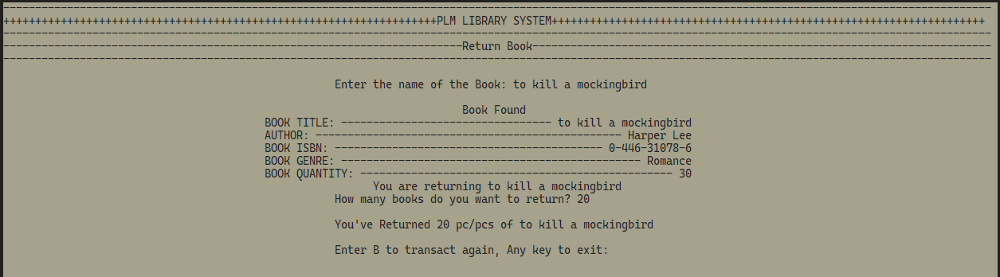 -----------------------------------------------------------------------------------------------------------------------------------------------------------
++++++++++++++++++++++++++++++++++++++++++++++++++++++++++++++++++++PLM LIBRARY SYSTEM++++++++++++++++++++++++++++++++++++++++++++++++++++++++++++++++++++
-----------------------------------------------------------------------------------------------------------------------------------------------------------
------------------------------------------------------------------------Return Book------------------------------------------------------------------------
-----------------------------------------------------------------------------------------------------------------------------------------------------------
Enter the name of the Book: to kill a mockingbird
Book Found
BOOK TITLE: --------------------------------- to kill a mockingbird
AUTHOR: ------------------------------------------------ Harper Lee
BOOK ISBN: ------------------------------------------ 0-446-31078-6
BOOK GENRE: ----------------------------------------------- Romance
BOOK QUANTITY: ------------------------------------------------- 30
You are returning to kill a mockingbird
How many books do you want to return? 20
You've Returned 20 pc/pcs of to kill a mockingbird
Enter B to transact again, Any key to exit: